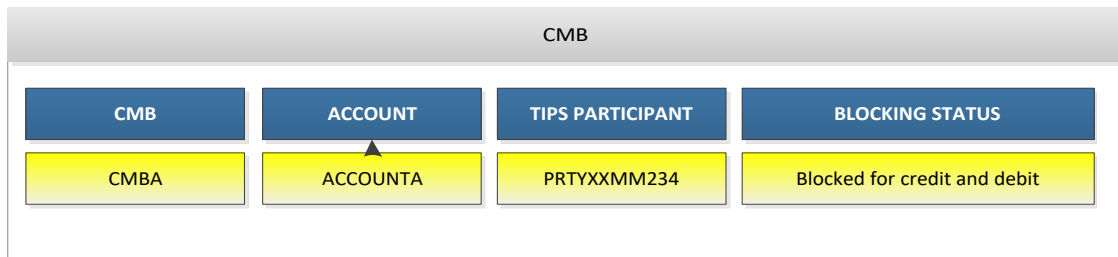 CMB
CMB ACCOUNT TIPS PARTICIPANT BLOCKING STATUS
CMBA ACCOUNTA PRTYXXMM234 Blocked for credit and debit